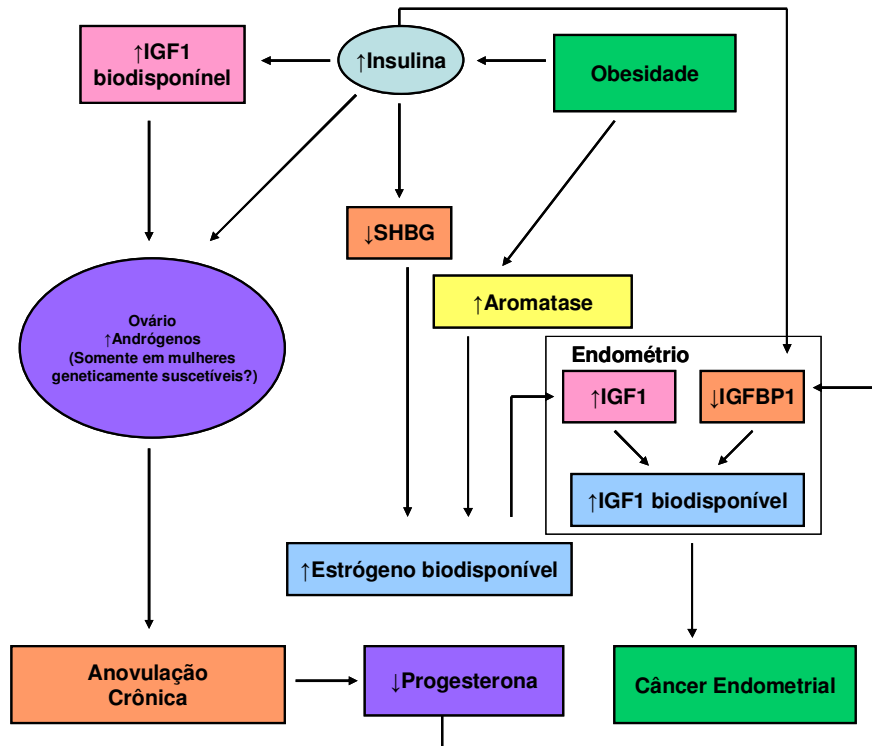 ↑IGF1
biodisponínel
↑Insulina
Obesidade
↓SHBG
↑Aromatase
Ovário
↑Andrógenos
(Somente em mulheres
geneticamente suscetíveis?)
Endométrio
↑IGF1
↓IGFBP1
↑IGF1 biodisponível
↑Estrógeno biodisponível
Anovulação
Crônica
↓Progesterona
Câncer Endometrial